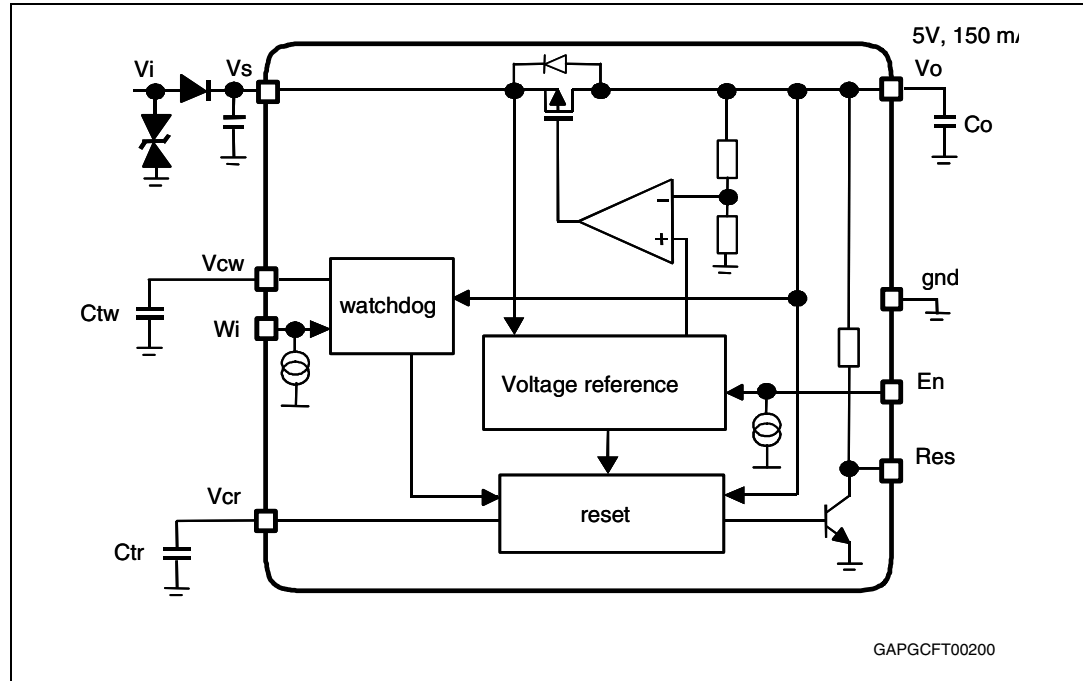 5V, 150 m
Vi
Vs
Vo
Co
−
+
Vcw
gnd
Ctw
watchdog
Wi
Voltage reference
En
Res
Vcr
reset
Ctr
GAPGCFT00200